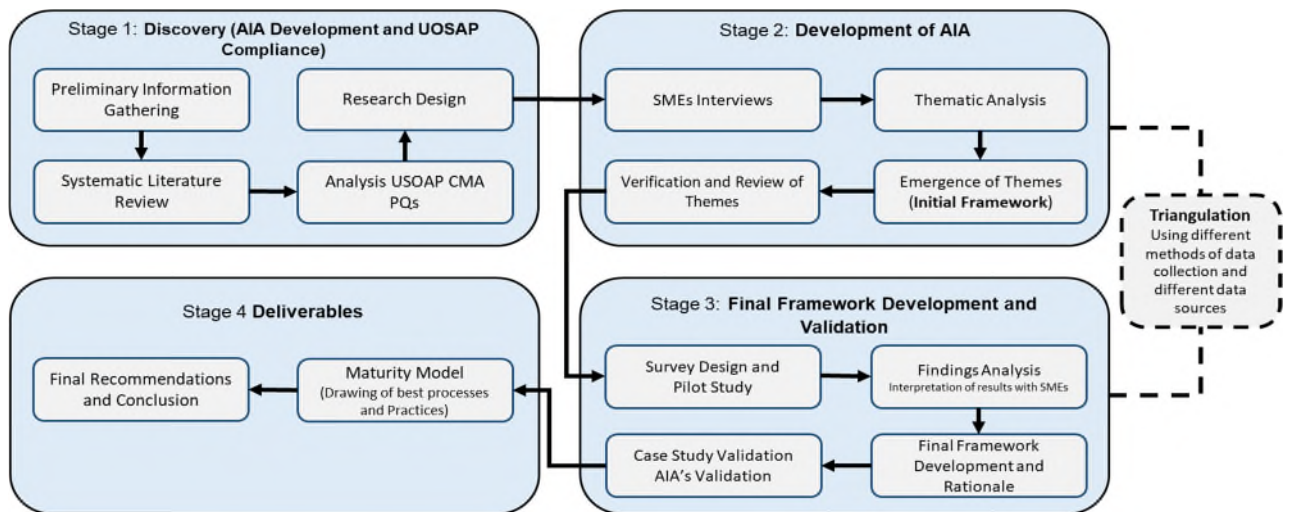 Stage 1: Discovery (AIA Development and UOSAP
Compliance)
Preliminary Information
Gathering
Systematic Literature
Review
Analysis USOAP CMA
PQs
Research Design
Stage 2: Development of AIA
SMEs Interviews
Thematic Analysis
Emergence of Themes
(Initial Framework)
Verification and Review of
Themes
Triangulation
Using different
methods of data
collection and
different data
sources
Stage 3: Final Framework Development and
Validation
Survey Design and
Pilot Study
Findings Analysis
Interpretation of results with SMEs
Final Framework
Development and
Rationale
Case Study Validation
AIA's Validation
Stage 4 Deliverables
Maturity Model
(Drawing of best processes
and Practices)
Final Recommendations
and Conclusion